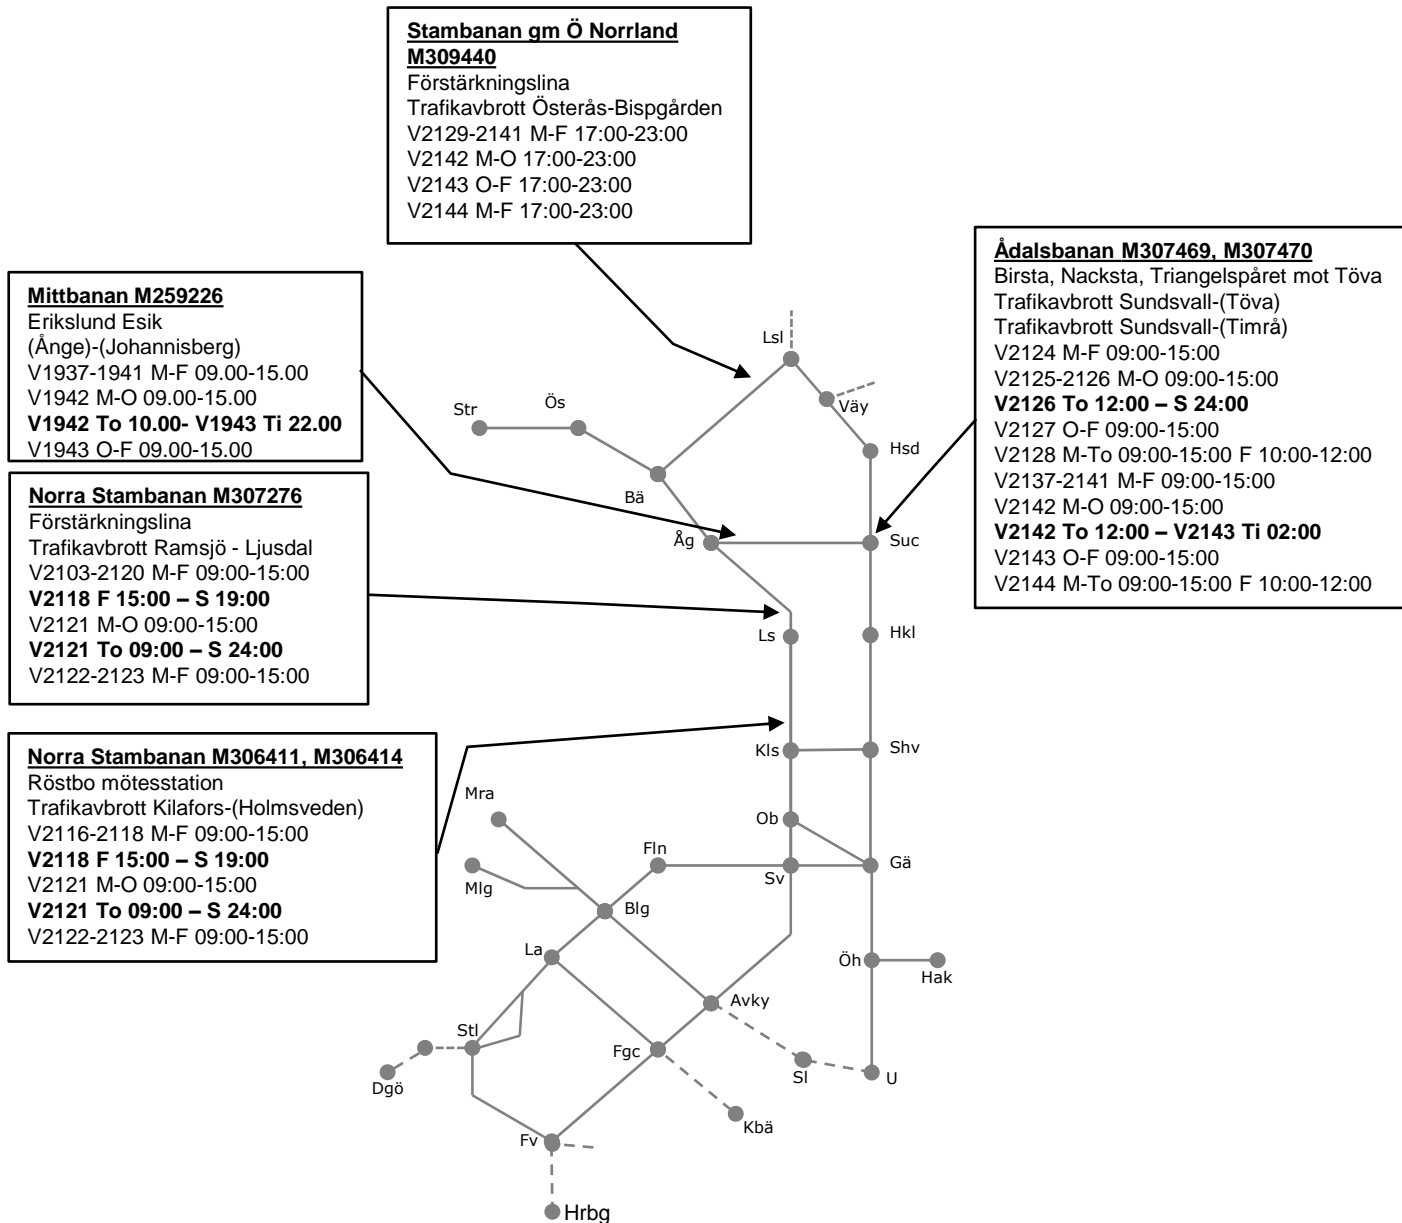 Stambanan gm Ö Norrland
M309440
Förstärkningslina
Trafikavbrott Österås-Bispgården
V2129-2141 M-F 17:00-23:00
V2142 M-O 17:00-23:00
V2143 O-F 17:00-23:00
V2144 M-F 17:00-23:00
Ådalsbanan M307469, M307470
Birsta, Nacksta, Triangelspåret mot Töva
Trafikavbrott Sundsvall-(Töva)
Trafikavbrott Sundsvall-(Timrå)
V2124 M-F 09:00-15:00
V2125-2126 M-O 09:00-15:00
V2126 To 12:00 – S 24:00
V2127 O-F 09:00-15:00
V2128 M-To 09:00-15:00 F 10:00-12:00
V2137-2141 M-F 09:00-15:00
V2142 M-O 09:00-15:00
V2142 To 12:00 – V2143 Ti 02:00
V2143 O-F 09:00-15:00
V2144 M-To 09:00-15:00 F 10:00-12:00
Mittbanan M259226
Erikslund Esik
(Ånge)-(Johannisberg)
V1937-1941 M-F 09.00-15.00
V1942 M-O 09.00-15.00
V1942 To 10.00- V1943 Ti 22.00
V1943 O-F 09.00-15.00
Norra Stambanan M307276
Förstärkningslina
Trafikavbrott Ramsjö - Ljusdal
V2103-2120 M-F 09:00-15:00
V2118 F 15:00 – S 19:00
V2121 M-O 09:00-15:00
V2121 To 09:00 – S 24:00
V2122-2123 M-F 09:00-15:00
Norra Stambanan M306411, M306414
Röstbo mötesstation
Trafikavbrott Kilafors-(Holmsveden)
V2116-2118 M-F 09:00-15:00
V2118 F 15:00 – S 19:00
V2121 M-O 09:00-15:00
V2121 To 09:00 – S 24:00
V2122-2123 M-F 09:00-15:00
Lsl
Väy
Ös
Str
Hsd
Bä
Åg
Suc
Ls
Hkl
Kls
Shv
Mra
Ob
Fln
Sv
Gä
Mlg
Blg
La
Öh
Hak
Avky
Stl
Fgc
Sl
U
Dgö
Kbä
Fv
Hrbg